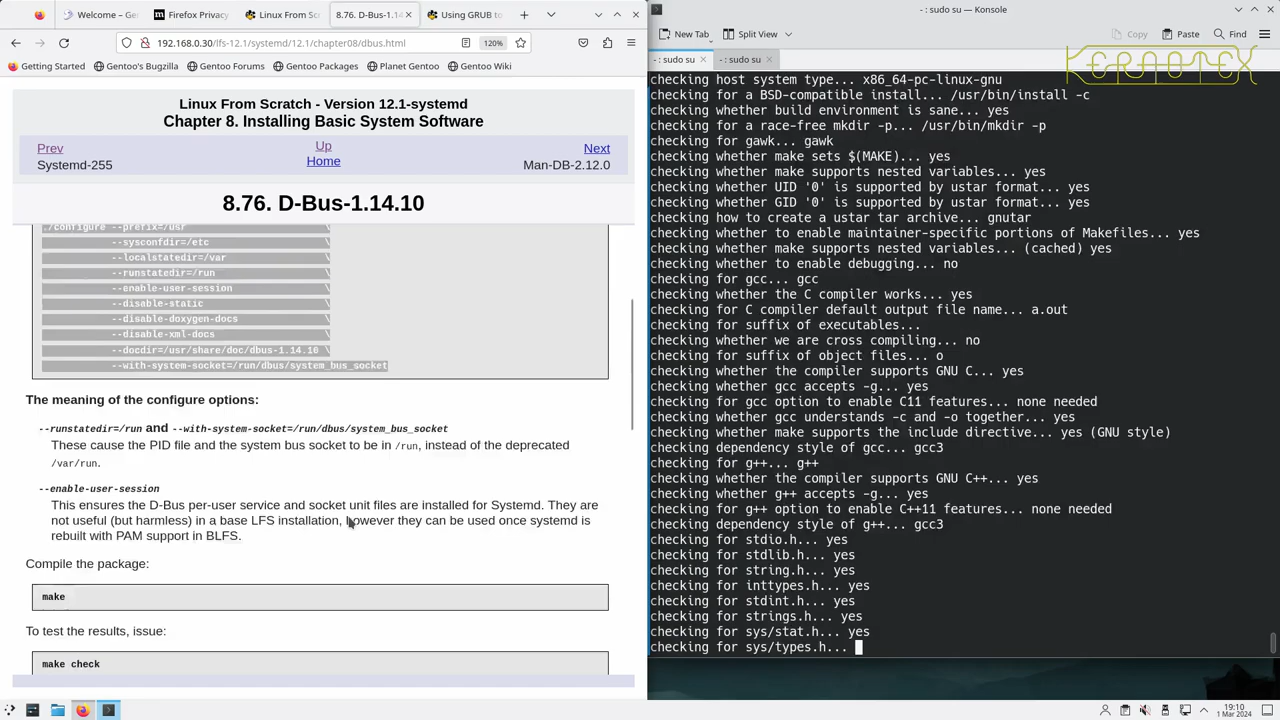 Welcome – Ge
Firefox Privacy
Linux From Scr
8.76. D-Bus-1.14
Using GRUB to
192.168.0.30/lfs-12.1/systemd/12.1/chapter08/dbus.html
120%
Getting Started
Gentoo's Bugzilla
Gentoo Forums
Gentoo Packages
Planet Gentoo
Gentoo Wiki
Linux From Scratch - Version 12.1-systemd
Chapter 8. Installing Basic System Software
Prev
Up
Next
Systemd-255
Home
Man-DB-2.12.0
8.76. D-Bus-1.14.10
./configure --prefix=/usr \
--sysconfdir=/etc \
--localstatedir=/var \
--runstatedir=/run \
--enable-user-session \
--disable-static \
--disable-doxygen-docs \
--disable-xml-docs \
--docdir=/usr/share/doc/dbus-1.14.10 \
--with-system-socket=/run/dbus/system_bus_socket
The meaning of the configure options:
--runstatedir=/run and --with-system-socket=/run/dbus/system_bus_socket
These cause the PID file and the system bus socket to be in /run, instead of the deprecated
/var/run.
--enable-user-session
This ensures the D-Bus per-user service and socket unit files are installed for Systemd. They are
not useful (but harmless) in a base LFS installation, however they can be used once systemd is
rebuilt with PAM support in BLFS.
Compile the package:
make
To test the results, issue:
make check
- : sudo su — Konsole
New Tab
Split View
Copy
Paste
Find
- : sudo su
- : sudo su
KERNOTEX
checking host system type... x86_64-pc-linux-gnu
checking for a BSD-compatible install... /usr/bin/install -c
checking whether build environment is sane... yes
checking for a race-free mkdir -p... /usr/bin/mkdir -p
checking for gawk... gawk
checking whether make sets $(MAKE)... yes
checking whether make supports nested variables... yes
checking whether UID '0' is supported by ustar format... yes
checking whether GID '0' is supported by ustar format... yes
checking how to create a ustar tar archive... gnutar
checking whether to enable maintainer-specific portions of Makefiles... yes
checking whether make supports nested variables... (cached) yes
checking whether to enable debugging... no
checking for gcc... gcc
checking whether the C compiler works... yes
checking for C compiler default output file name... a.out
checking for suffix of executables...
checking whether we are cross compiling... no
checking for suffix of object files... o
checking whether the compiler supports GNU C... yes
checking whether gcc accepts -g... yes
checking for gcc option to enable C11 features... none needed
checking whether gcc understands -c and -o together... yes
checking whether make supports the include directive... yes (GNU style)
checking dependency style of gcc... gcc3
checking for g++... g++
checking whether the compiler supports GNU C++... yes
checking whether g++ accepts -g... yes
checking for g++ option to enable C++11 features... none needed
checking dependency style of g++... gcc3
checking for stdio.h... yes
checking for stdlib.h... yes
checking for string.h... yes
checking for inttypes.h... yes
checking for stdint.h... yes
checking for strings.h... yes
checking for sys/stat.h... yes
checking for sys/types.h...
19:10
1 Mar 2024